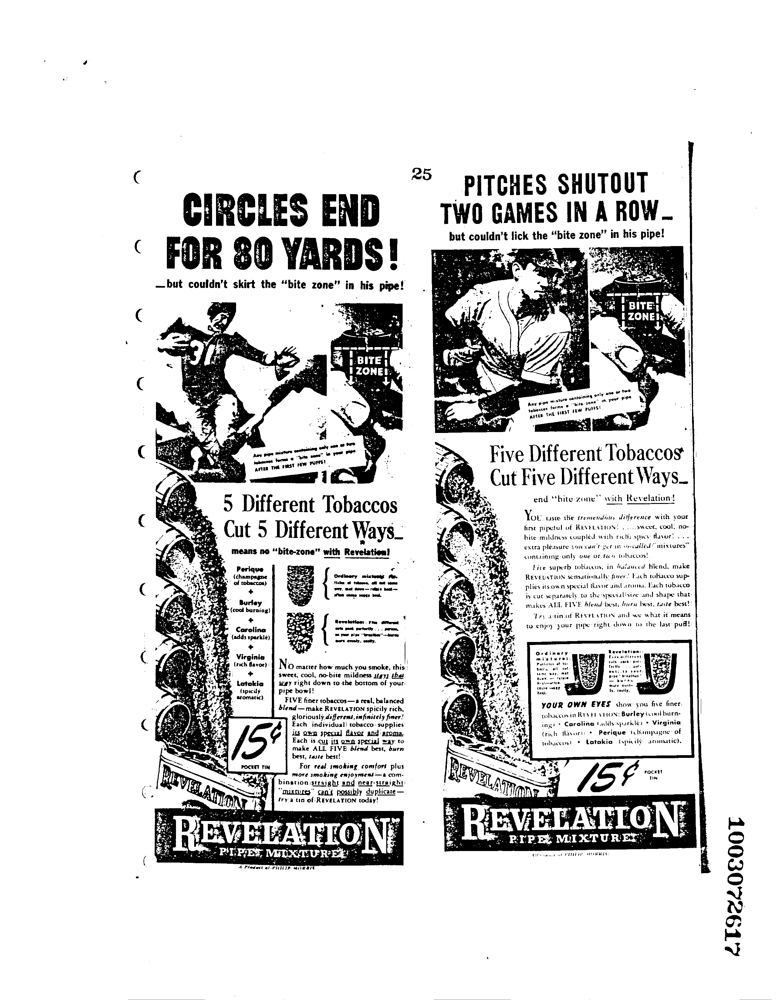 25
CIRCLES END
FOR 80 YARDS!
—but couldn't skirt the "bite zone" in his pipe!
30
BITE
ZONE
Any pipe mixture containing only one or two
tobaccos forms a "bite zone" in your pipe
AFTER THE FIRST FEW PUFFS!
5 Different Tobaccos
Cut 5 Different Ways_
means no "bite-zone" with Revelation!
Perique
(champagne
of tobaccos)
+
Burley
(cool burning)
+
Carolina
(adds sparkle)
+
Virginia
(rich flavor)
+
Latakia
(spicily
aromatic)
Ordinary mixtures
Revelation: Five different
NO matter how much you smoke, this
sweet, cool, no-bite mildness stays that
way right down to the bottom of your
pipe bowl!
FIVE finer tobaccos—a real, balanced
blend—make REVELATION spicily rich,
gloriously different, infinitely finer!
Each individual tobacco supplies
its own special flavor and aroma.
Each is cut its own special way to
make ALL FIVE blend best, burn
best, taste best!
For real smoking comfort plus
more smoking enjoyment—a com-
bination straight and near-straight
"mixtures" can't possibly duplicate—
try a tin of REVELATION today!
15¢
POCKET TIN
REVELATION
REVELATION
PIPE MIXTURE
A Product of PHILIP MORRIS
PITCHES SHUTOUT
TWO GAMES IN A ROW_
but couldn't lick the "bite zone" in his pipe!
BITE
ZONE
Any pipe mixture containing only one or two
tobaccos forms a "bite zone" in your pipe
AFTER THE FIRST FEW PUFFS!
Five Different Tobaccos
Cut Five Different Ways_
end "bite zone" with Revelation!
YOU taste the tremendous difference with your
first pipeful of REVELATION! ....sweet, cool, no-
bite mildness coupled with rich, spicy flavor! ...
extra pleasure you can't get in so-called "mixtures"
containing only one or two tobaccos!
Five superb tobaccos, in balanced blend, make
REVELATION sensationally finer! Each tobacco sup-
plies its own special flavor and aroma. Each tobacco
is cut separately to the special size and shape that
makes ALL FIVE blend best, burn best, taste best!
Try a tin of REVELATION and see what it means
to enjoy your pipe right down to the last puff!
Ordinary
mixtures:
Revelation:
YOUR OWN EYES show you five finer
tobaccos in REVELATION: Burley (cool burn-
ing) • Carolina (adds sparkle) • Virginia
(rich flavor) • Perique (champagne of
tobaccos) • Latakia (spicily aromatic).
15¢
POCKET
TIN
REVELATION
REVELATION
PIPE MIXTURE
A Product of PHILIP MORRIS
1003072617